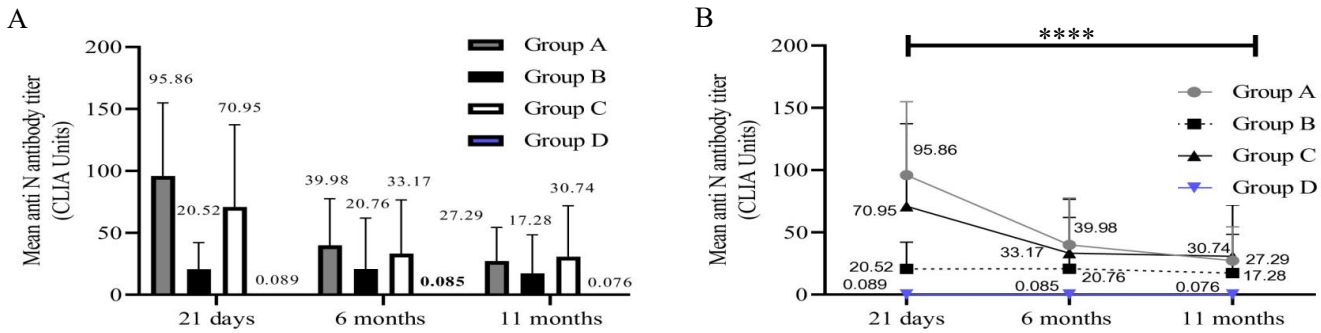 A
Mean anti N antibody titer
(CLIA Units)
200
150
100
50
0
95.86
20.52
70.95
0.089
39.98
20.76
33.17
0.085
27.29
17.28
30.74
0.076
21 days
6 months
11 months
Group A
Group B
Group C
Group D
B
Mean anti N antibody titer
(CLIA Units)
200
150
100
50
0
****
95.86
70.95
20.52
0.089
39.98
33.17
20.76
0.085
30.74
27.29
17.28
0.076
21 days
6 months
11 months
Group A
Group B
Group C
Group D